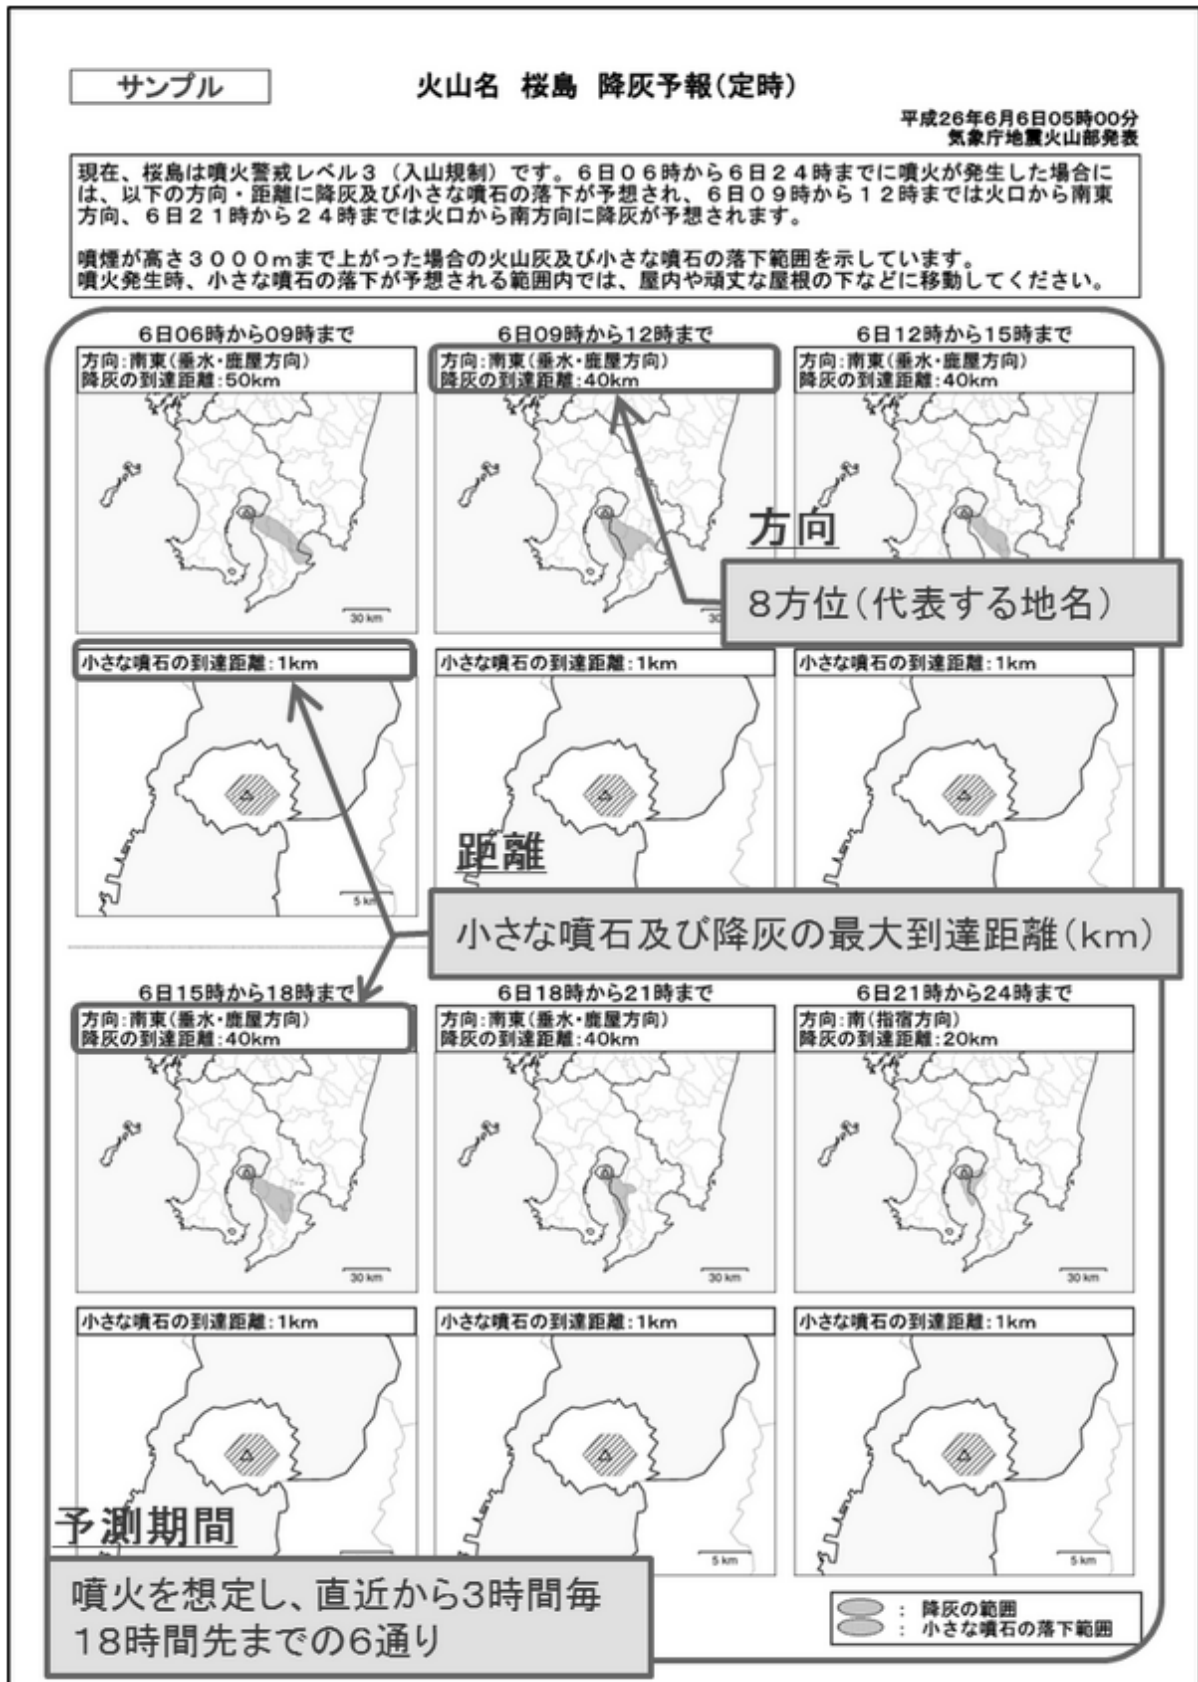 サンプル
火山名 桜島 降灰予報(定時)
平成26年6月6日05時00分
気象庁地震火山部発表
現在、桜島は噴火警戒レベル3(入山規制)です。6日06時から6日24時までに噴火が発生した場合に
は、以下の方向・距離に降灰及び小さな噴石の落下が予想され、6日09時から12時までは火口から南東
方向、6日21時から24時までは火口から南方向に降灰が予想されます。
噴煙が高さ3000mまで上がった場合の火山灰及び小さな噴石の落下範囲を示しています。
噴火発生時、小さな噴石の落下が予想される範囲内では、屋内や頑丈な屋根の下などに移動してください。
6日06時から09時まで
方向:南東(垂水・鹿屋方向)
降灰の到達距離:50km
30 km
6日09時から12時まで
方向:南東(垂水・鹿屋方向)
降灰の到達距離:40km
6日12時から15時まで
方向:南東(垂水・鹿屋方向)
降灰の到達距離:40km
方向
8方位(代表する地名)
小さな噴石の到達距離:1km
5 km
小さな噴石の到達距離:1km
小さな噴石の到達距離:1km
距離
小さな噴石及び降灰の最大到達距離(km)
6日15時から18時まで
方向:南東(垂水・鹿屋方向)
降灰の到達距離:40km
30 km
6日18時から21時まで
方向:南東(垂水・鹿屋方向)
降灰の到達距離:40km
30 km
6日21時から24時まで
方向:南(指宿方向)
降灰の到達距離:20km
30 km
小さな噴石の到達距離:1km
小さな噴石の到達距離:1km
5 km
小さな噴石の到達距離:1km
5 km
予測期間
噴火を想定し、直近から3時間毎
18時間先までの6通り
: 降灰の範囲
: 小さな噴石の落下範囲